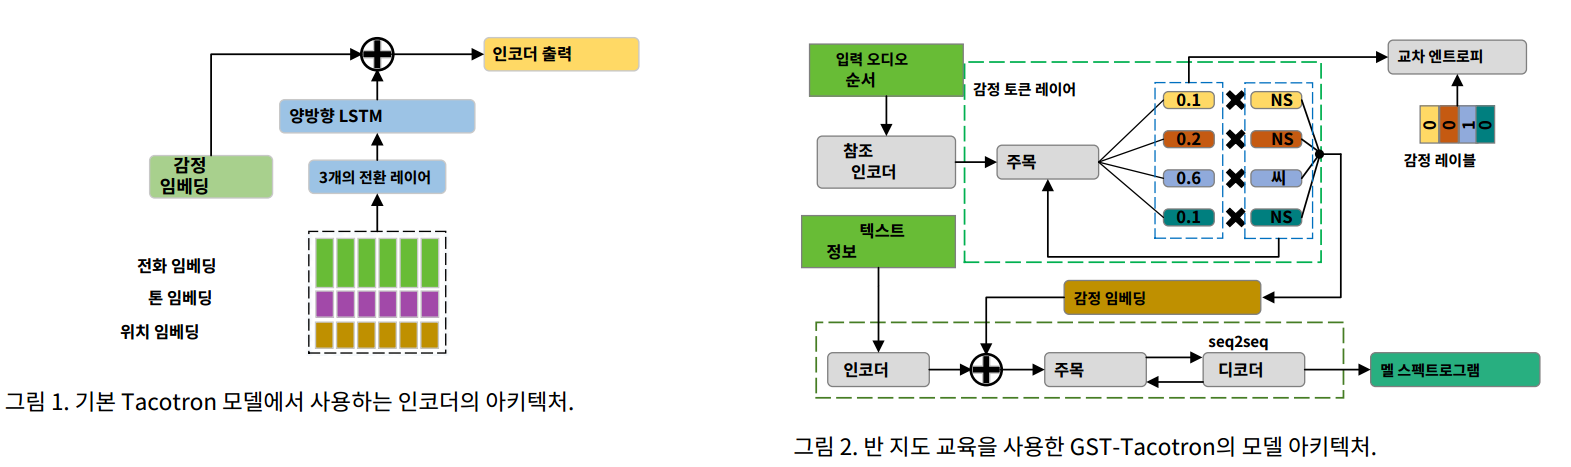 인코더 출력
양방향 LSTM
감정
임베딩
3개의 전환 레이어
전화 임베딩
톤 임베딩
위치 임베딩
그림 1. 기본 Tacotron 모델에서 사용하는 인코더의 아키텍처.
입력 오디오
순서
감정 토큰 레이어
교차 엔트로피
0.1 NS
0 0 1 0
0.2 NS
참조
인코더
주목
감정 레이블
0.6 씨
0.1 NS
텍스트
정보
감정 임베딩
seq2seq
인코더
주목
디코더
멜 스펙트로그램
그림 2. 반 지도 교육을 사용한 GST-Tacotron의 모델 아키텍처.